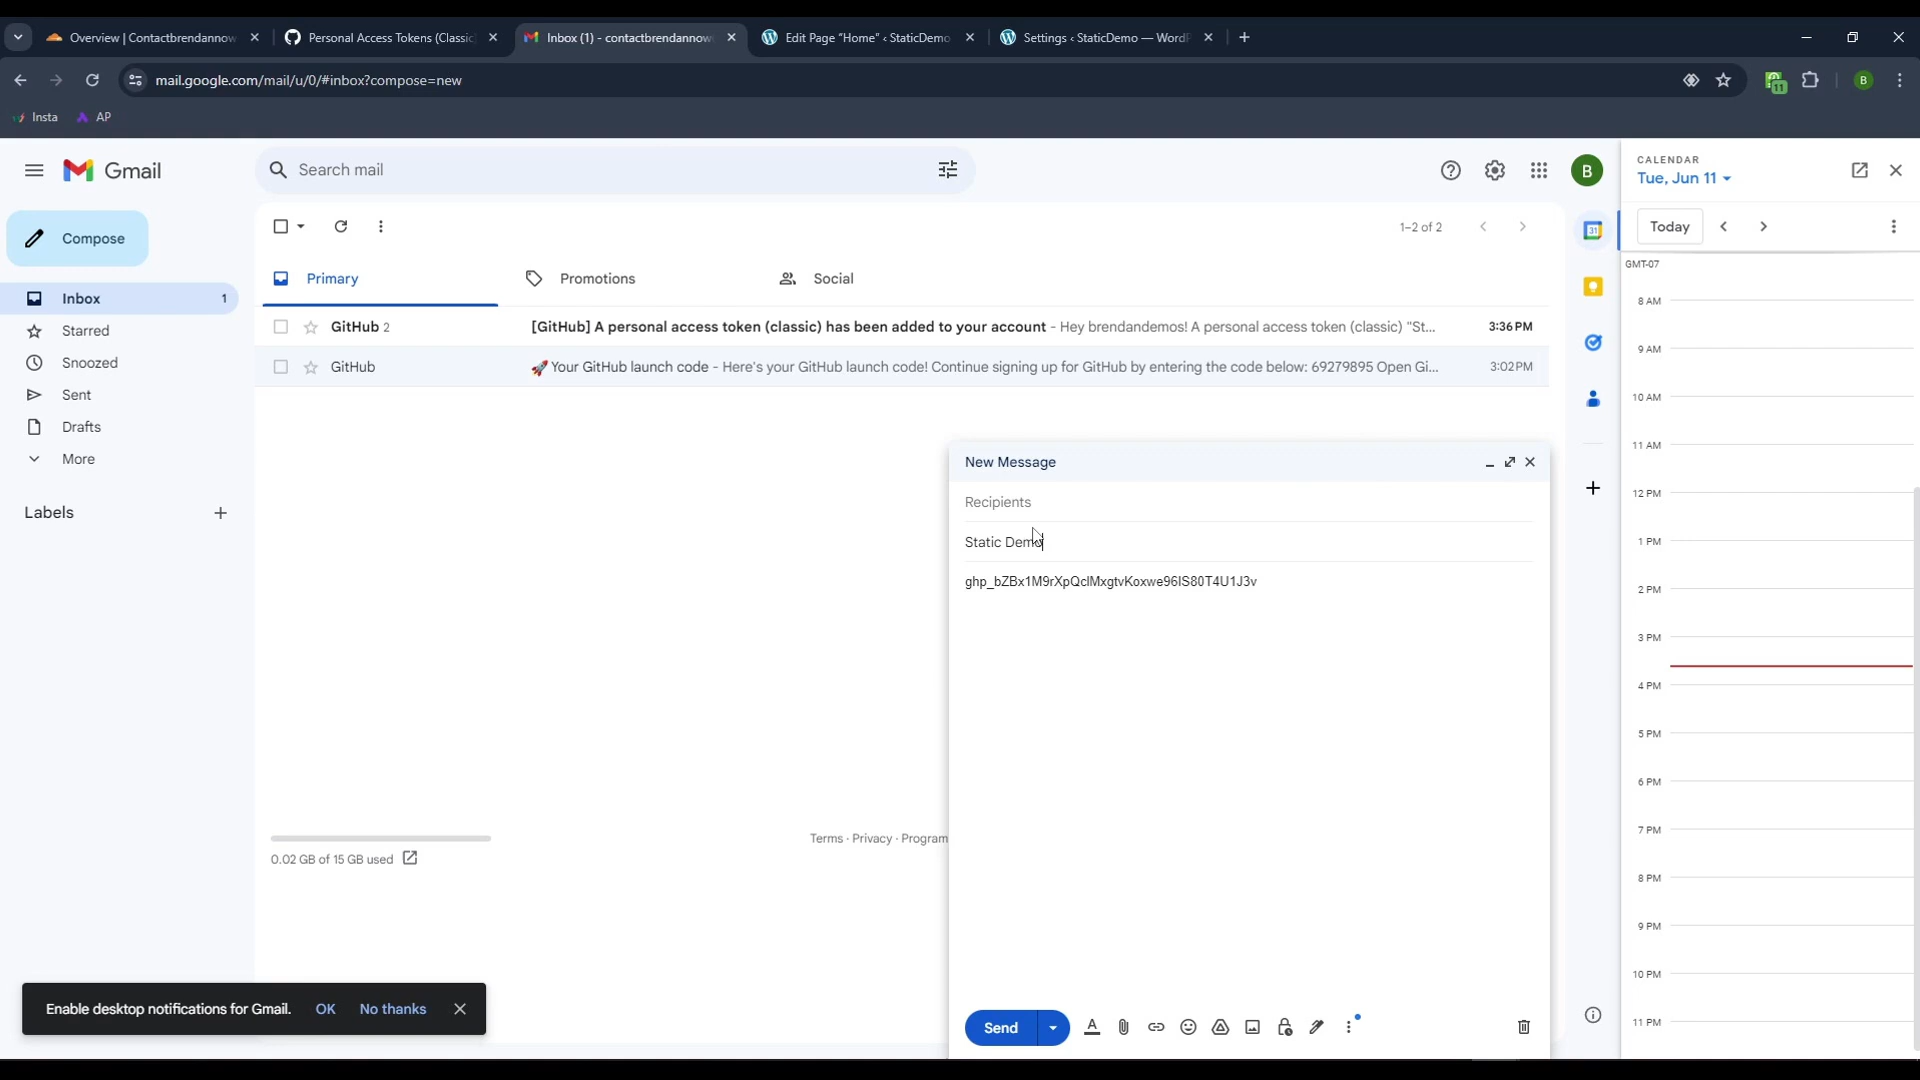 Overview | Contactbrendannow
Personal Access Tokens (Classic
Inbox (1) - contactbrendannow
Edit Page "Home" ‹ StaticDemo
Settings ‹ StaticDemo — WordP
mail.google.com/mail/u/0/#inbox?compose=new
11
B
Insta
AP
Gmail
Search mail
B
CALENDAR
Tue, Jun 11
Compose
1–2 of 2
31
Today
GMT-07
Primary
Promotions
Social
Inbox 1
Starred
Snoozed
Sent
Drafts
More
Labels
GitHub 2 [GitHub] A personal access token (classic) has been added to your account - Hey brendandemos! A personal access token (classic) "St... 3:36 PM
GitHub 🚀 Your GitHub launch code - Here's your GitHub launch code! Continue signing up for GitHub by entering the code below: 69279895 Open Gi... 3:02 PM
New Message
Recipients
Static Demo
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
Terms · Privacy · Program
0.02 GB of 15 GB used
Enable desktop notifications for Gmail. OK No thanks
Send
8 AM
9 AM
10 AM
11 AM
12 PM
1 PM
2 PM
3 PM
4 PM
5 PM
6 PM
7 PM
8 PM
9 PM
10 PM
11 PM